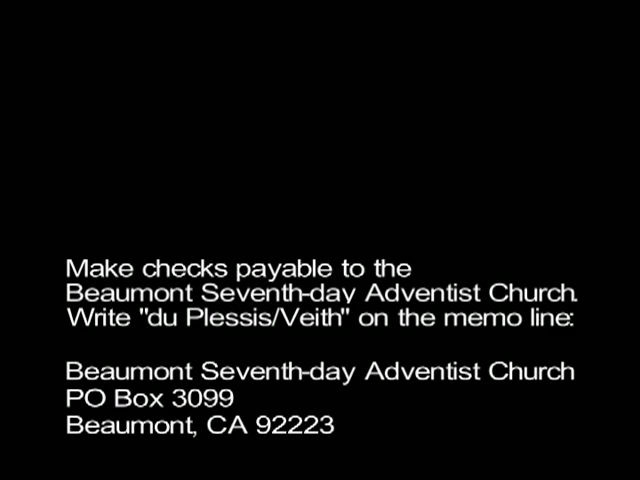 Make checks payable to the
Beaumont Seventh-day Adventist Church.
Write "du Plessis/Veith" on the memo line:
Beaumont Seventh-day Adventist Church
PO Box 3099
Beaumont, CA 92223